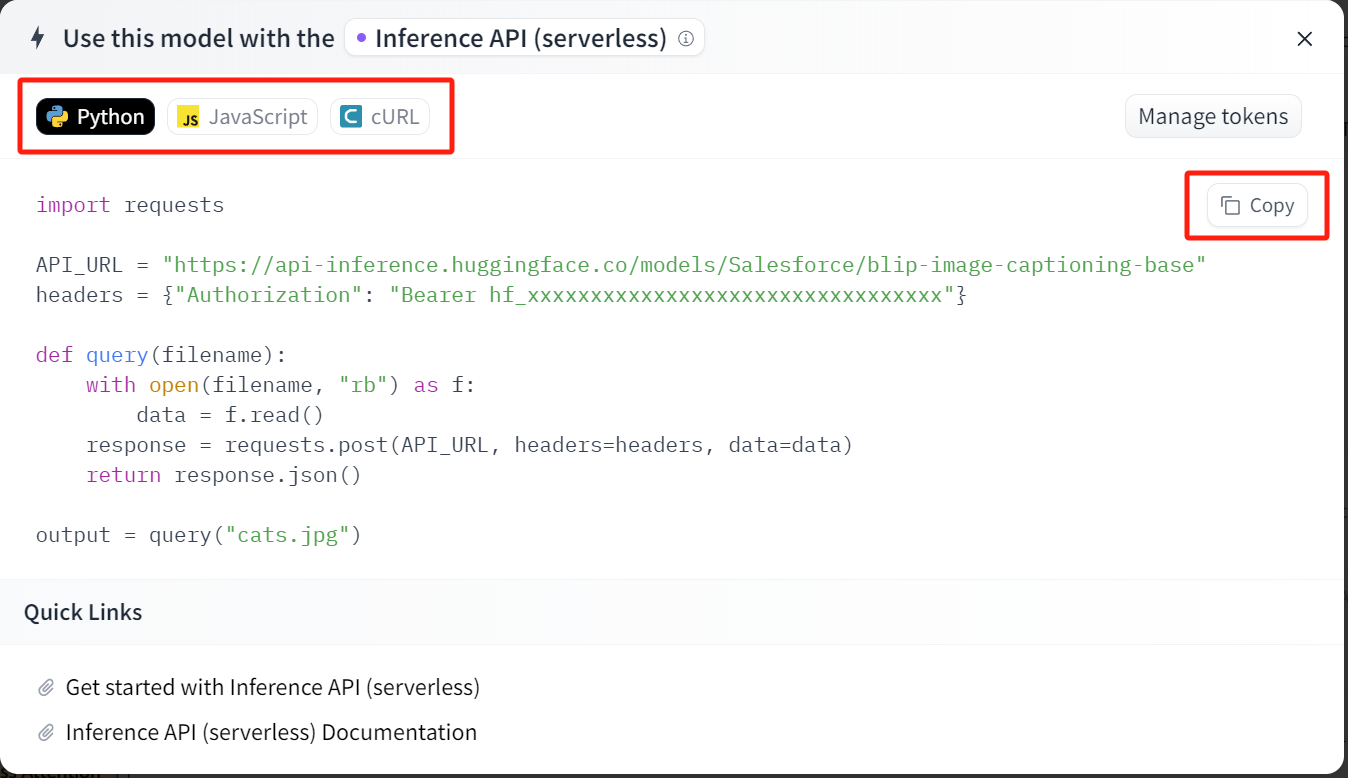 Use this model with the Inference API (serverless)
Python JS JavaScript C cURL Manage tokens
Copy
import requests
API_URL = "https://api-inference.huggingface.co/models/Salesforce/blip-image-captioning-base"
headers = {"Authorization": "Bearer hf_xxxxxxxxxxxxxxxxxxxxxxxxxxxxxxxxx"}
def query(filename):
    with open(filename, "rb") as f:
        data = f.read()
    response = requests.post(API_URL, headers=headers, data=data)
    return response.json()
output = query("cats.jpg")
Quick Links
Get started with Inference API (serverless)
Inference API (serverless) Documentation